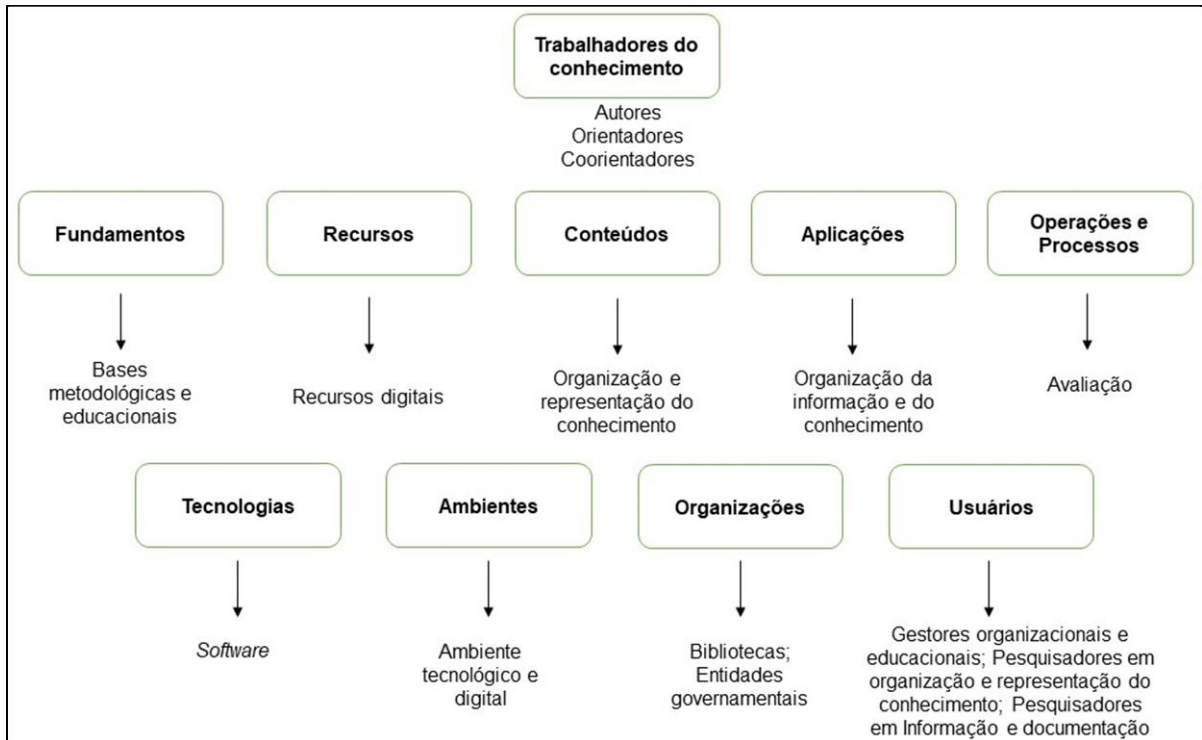 Trabalhadores do
conhecimento
Autores
Orientadores
Coorientadores
Fundamentos
Recursos
Conteúdos
Aplicações
Operações e
Processos
Bases
metodológicas e
educacionais
Recursos digitais
Organização e
representação do
conhecimento
Organização da
informação e do
conhecimento
Avaliação
Tecnologias
Ambientes
Organizações
Usuários
Software
Ambiente
tecnológico e
digital
Bibliotecas;
Entidades
governamentais
Gestores organizacionais e
educacionais; Pesquisadores em
organização e representação do
conhecimento; Pesquisadores
em Informação e documentação